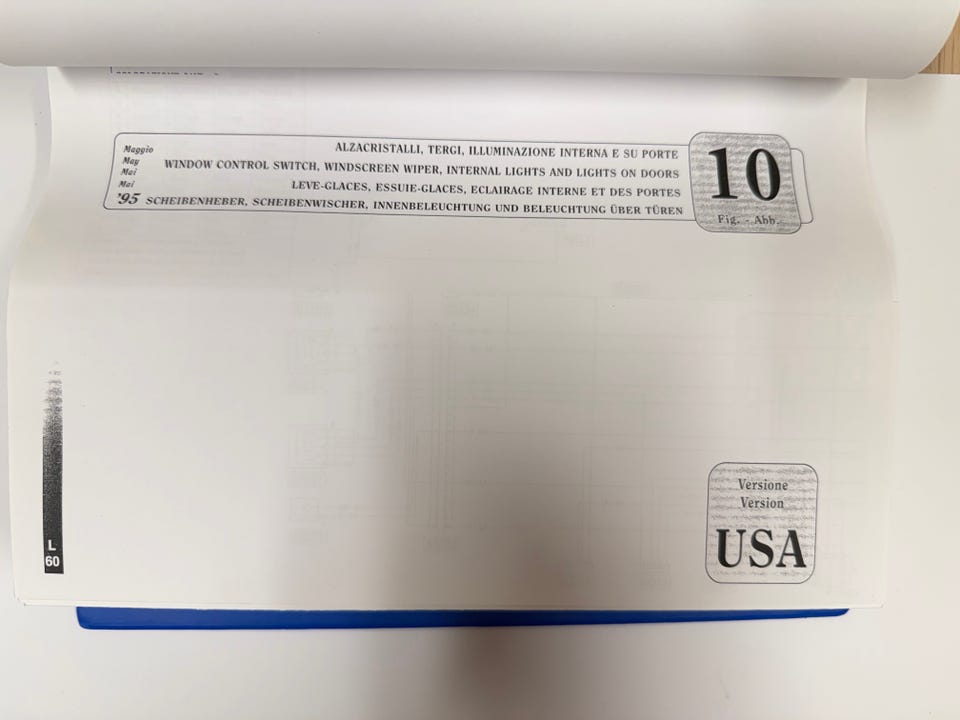 Maggio
May
Mai
Mai
'95
ALZACRISTALLI, TERGI, ILLUMINAZIONE INTERNA E SU PORTE
WINDOW CONTROL SWITCH, WINDSCREEN WIPER, INTERNAL LIGHTS AND LIGHTS ON DOORS
LEVE-GLACES, ESSUIE-GLACES, ECLAIRAGE INTERNE ET DES PORTES
SCHEIBENHEBER, SCHEIBENWISCHER, INNENBELEUCHTUNG UND BELEUCHTUNG ÜBER TÜREN
10
Fig. - Abb.
L
60
Versione
Version
USA